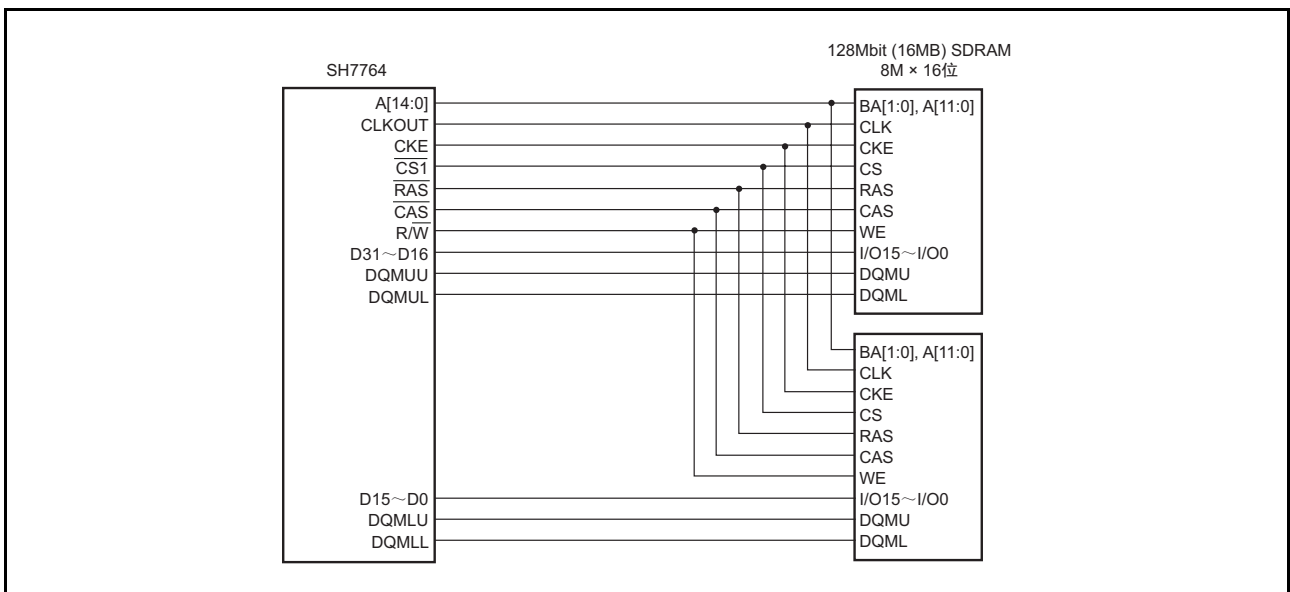 128Mbit (16MB) SDRAM
8M × 16位
SH7764
A[14:0]
CLKOUT
CKE
CS1
RAS
CAS
R/W
D31～D16
DQMUU
DQMUL
D15～D0
DQMLU
DQMLL
BA[1:0], A[11:0]
CLK
CKE
CS
RAS
CAS
WE
I/O15～I/O0
DQMU
DQML
BA[1:0], A[11:0]
CLK
CKE
CS
RAS
CAS
WE
I/O15～I/O0
DQMU
DQML